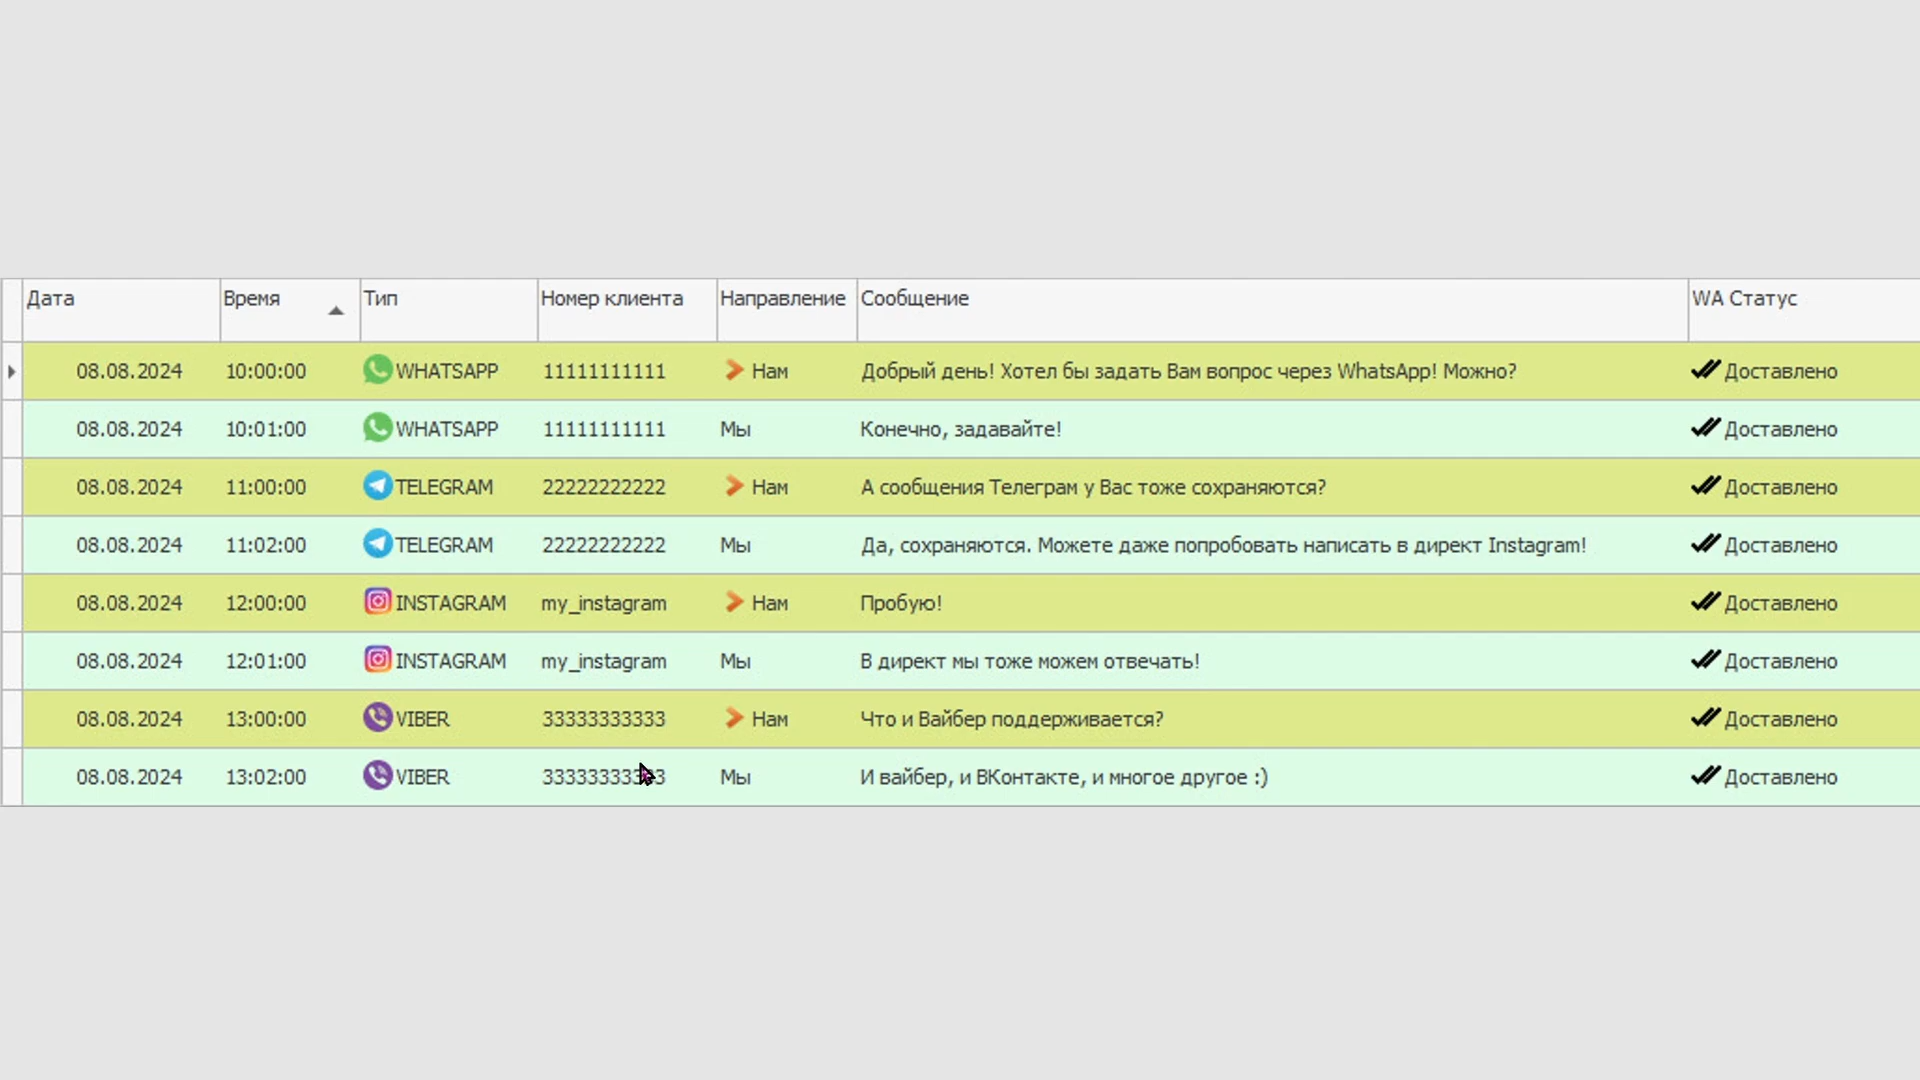 Дата Время Тип Номер клиента Направление Сообщение WA Статус
08.08.2024 10:00:00 WHATSAPP 11111111111 Нам Добрый день! Хотел бы задать Вам вопрос через WhatsApp! Можно? Доставлено
08.08.2024 10:01:00 WHATSAPP 11111111111 Мы Конечно, задавайте! Доставлено
08.08.2024 11:00:00 TELEGRAM 22222222222 Нам А сообщения Телеграм у Вас тоже сохраняются? Доставлено
08.08.2024 11:02:00 TELEGRAM 22222222222 Мы Да, сохраняются. Можете даже попробовать написать в директ Instagram! Доставлено
08.08.2024 12:00:00 INSTAGRAM my_instagram Нам Пробую! Доставлено
08.08.2024 12:01:00 INSTAGRAM my_instagram Мы В директ мы тоже можем отвечать! Доставлено
08.08.2024 13:00:00 VIBER 33333333333 Нам Что и Вайбер поддерживается? Доставлено
08.08.2024 13:02:00 VIBER 33333333333 Мы И вайбер, и ВКонтакте, и многое другое :) Доставлено